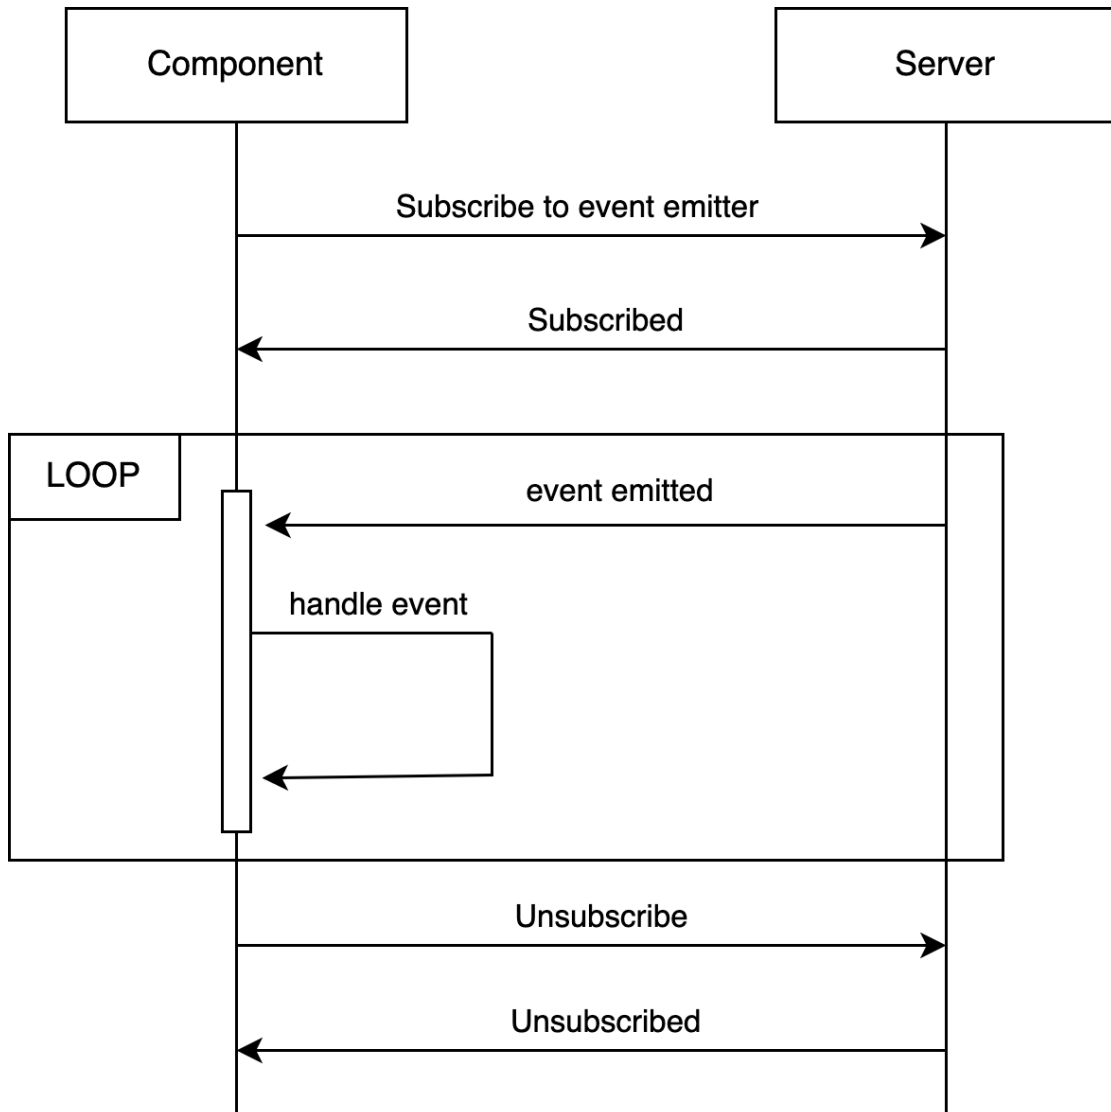 Component
Server
Subscribe to event emitter
Subscribed
LOOP
event emitted
handle event
Unsubscribe
Unsubscribed